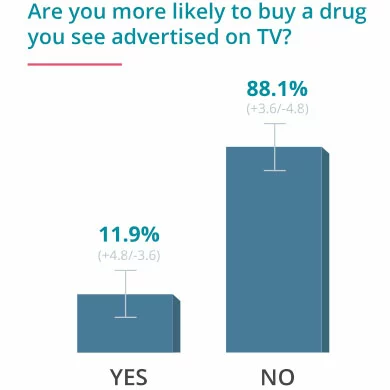 Are you more likely to buy a drug
you see advertised on TV?
88.1%
(+3.6/-4.8)
11.9%
(+4.8/-3.6)
YES
NO